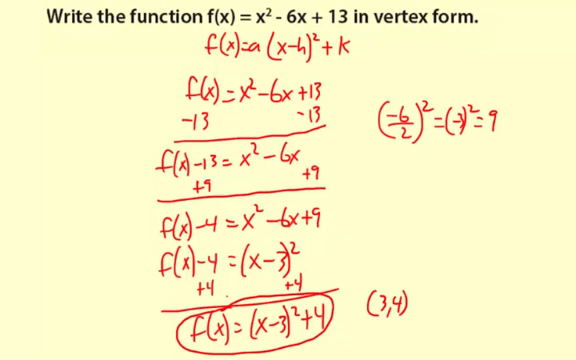 Write the function f(x) = x² - 6x + 13 in vertex form.
f(x)=a(x-h)²+k
f(x)=x²-6x+13
-13 -13
(-6/2)²=(-3)²=9
f(x)-13=x²-6x
+9 +9
f(x)-4=x²-6x+9
f(x)-4=(x-3)²
+4 +4
f(x)=(x-3)²+4
(3,4)